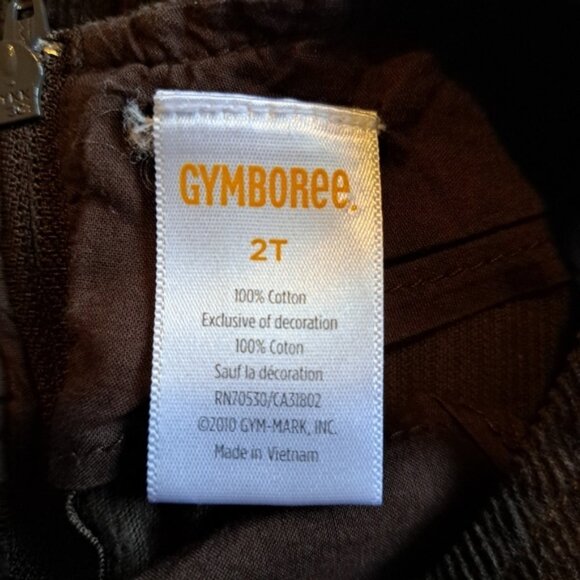 GYMBORee.
2T
100% Cotton
Exclusive of decoration
100% Coton
Sauf la décoration
RN70530/CA31802
©2010 GYM-MARK, INC.
Made in Vietnam